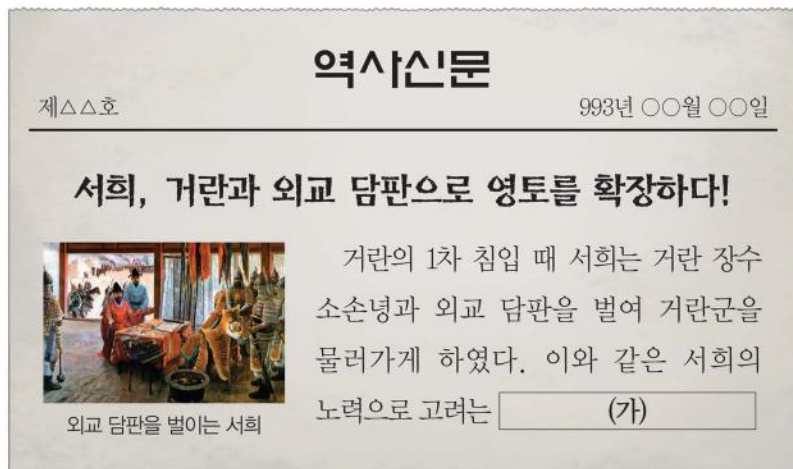 역사신문
제△△호 993년 ○○월 ○○일
서희, 거란과 외교 담판으로 영토를 확장하다!
거란의 1차 침입 때 서희는 거란 장수
소손녕과 외교 담판을 벌여 거란군을
물러가게 하였다. 이와 같은 서희의
노력으로 고려는 (가)
외교 담판을 벌이는 서희